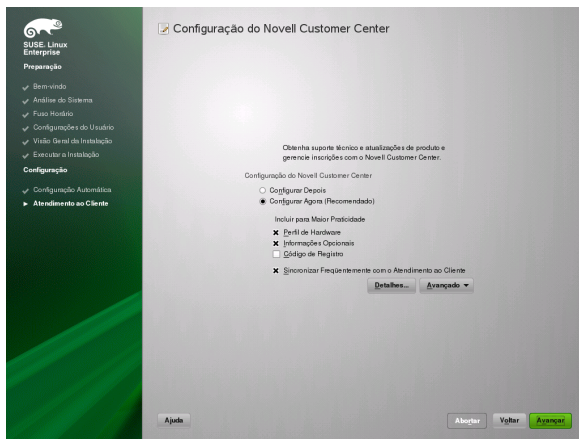 SUSE. Linux
Enterprise
Preparação
Bem-vindo
Análise do Sistema
Fuso Horário
Configurações do Usuário
Visão Geral da Instalação
Executar a Instalação
Configuração
Configuração Automática
Atendimento ao Cliente
Configuração do Novell Customer Center
Obtenha suporte técnico e atualizações de produto e
gerencie inscrições com o Novell Customer Center.
Configuração do Novell Customer Center
Configurar Depois
Configurar Agora (Recomendado)
Incluir para Maior Praticidade
Perfil de Hardware
Informações Opcionais
Código de Registro
Sincronizar Freqüentemente com o Atendimento ao Cliente
Detalhes... Avançado
Ajuda Abortar Voltar Avançar